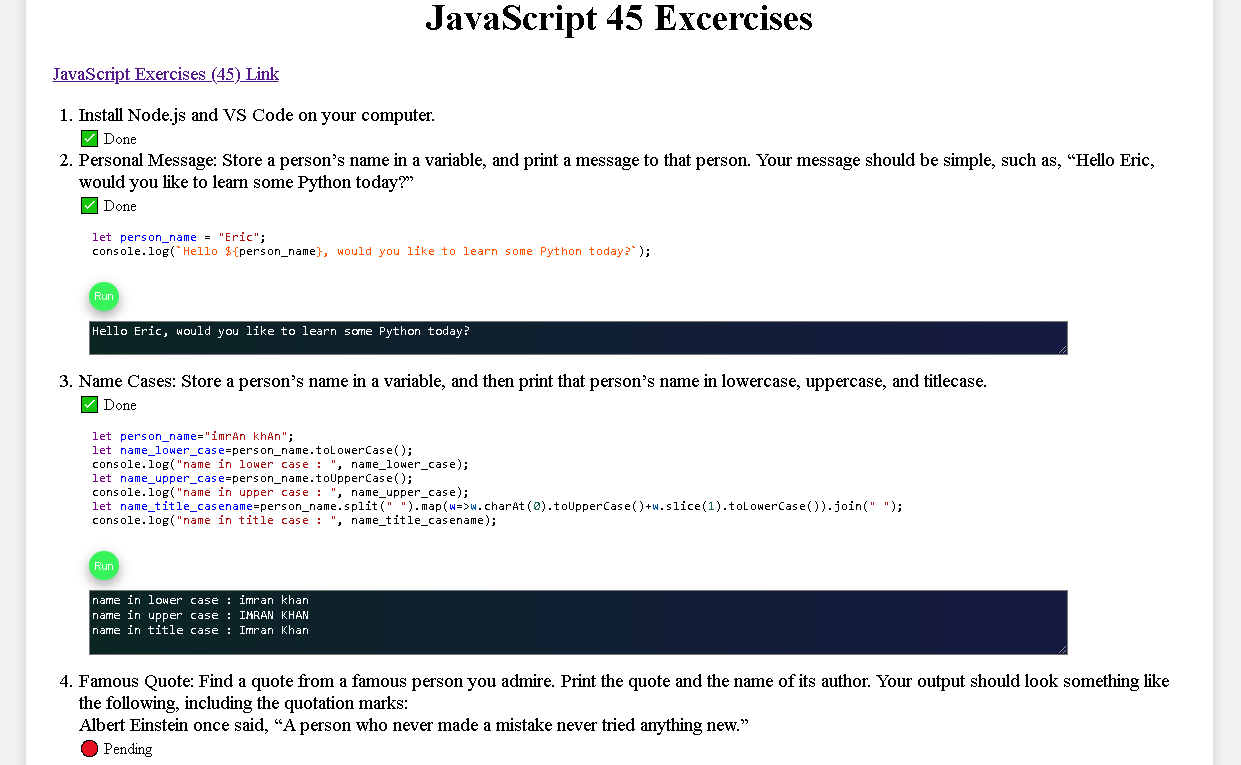 JavaScript 45 Excercises
JavaScript Exercises (45) Link
1. Install Node.js and VS Code on your computer.
Done
2. Personal Message: Store a person’s name in a variable, and print a message to that person. Your message should be simple, such as, “Hello Eric,
would you like to learn some Python today?”
Done
let person_name = "Eric";
console.log(`Hello ${person_name}, would you like to learn some Python today?`);
Run
Hello Eric, would you like to learn some Python today?
3. Name Cases: Store a person’s name in a variable, and then print that person’s name in lowercase, uppercase, and titlecase.
Done
let person_name="imrAn khAn";
let name_lower_case=person_name.toLowerCase();
console.log("name in lower case : ", name_lower_case);
let name_upper_case=person_name.toUpperCase();
console.log("name in upper case : ", name_upper_case);
let name_title_casename=person_name.split(" ").map(w=>w.charAt(0).toUpperCase()+w.slice(1).toLowerCase()).join(" ");
console.log("name in title case : ", name_title_casename);
Run
name in lower case : imran khan
name in upper case : IMRAN KHAN
name in title case : Imran Khan
4. Famous Quote: Find a quote from a famous person you admire. Print the quote and the name of its author. Your output should look something like
the following, including the quotation marks:
Albert Einstein once said, “A person who never made a mistake never tried anything new.”
Pending